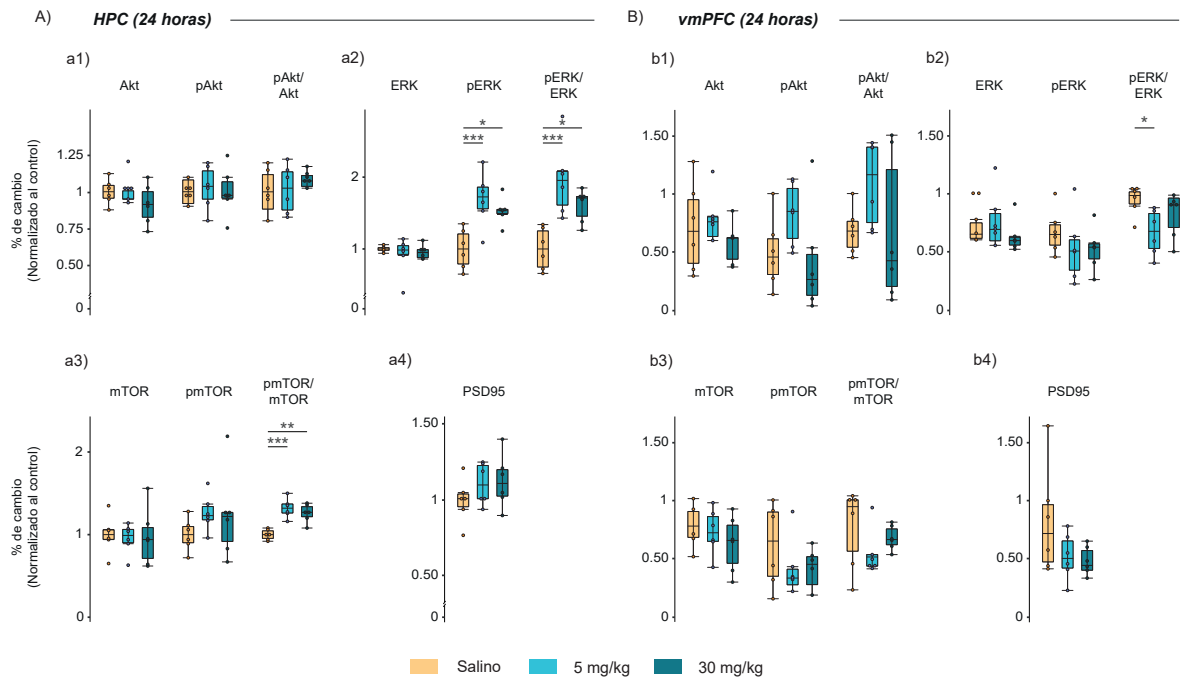 A) HPC (24 horas)
a1)
Akt pAkt pAkt/
Akt
% de cambio
(Normalizado al control)
1.25
1
0.75
0.50
0
a2)
ERK pERK pERK/
ERK
2
1
0
*
***
*
***
B) vmPFC (24 horas)
b1)
Akt pAkt pAkt/
Akt
1.50
1
0.50
0
b2)
ERK pERK pERK/
ERK
1.50
1
0.50
0
*
a3)
mTOR pmTOR pmTOR/
mTOR
% de cambio
(Normalizado al control)
2
1
0
**
***
a4)
PSD95
1.50
1
0.50
0
b3)
mTOR pmTOR pmTOR/
mTOR
1.50
1
0.50
0
b4)
PSD95
1.50
1
0.50
0
Salino 5 mg/kg 30 mg/kg